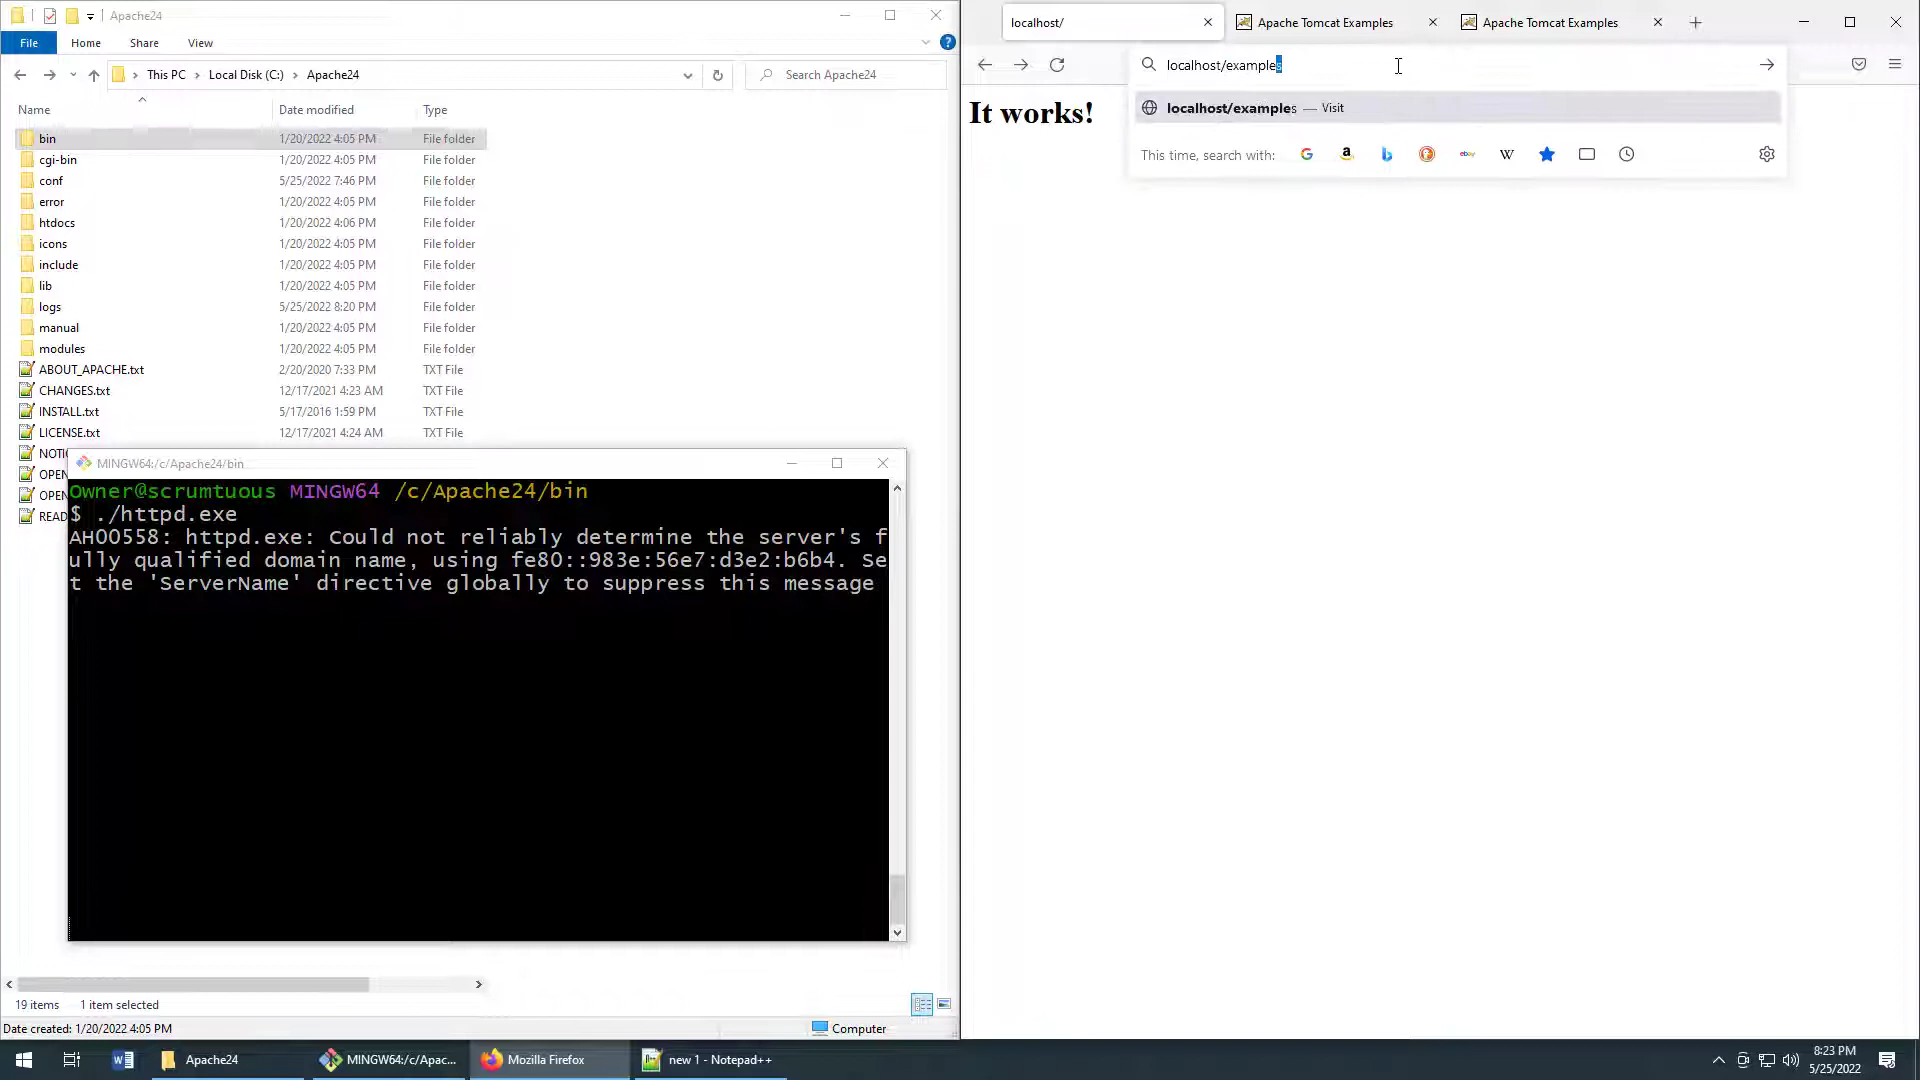 Apache24
File Home Share View
This PC > Local Disk (C:) > Apache24
Search Apache24
Name Date modified Type
bin 1/20/2022 4:05 PM File folder
cgi-bin 1/20/2022 4:05 PM File folder
conf 5/25/2022 7:46 PM File folder
error 1/20/2022 4:05 PM File folder
htdocs 1/20/2022 4:06 PM File folder
icons 1/20/2022 4:05 PM File folder
include 1/20/2022 4:05 PM File folder
lib 1/20/2022 4:05 PM File folder
logs 5/25/2022 8:20 PM File folder
manual 1/20/2022 4:05 PM File folder
modules 1/20/2022 4:05 PM File folder
ABOUT_APACHE.txt 2/20/2020 7:33 PM TXT File
CHANGES.txt 12/17/2021 4:23 AM TXT File
INSTALL.txt 5/17/2016 1:59 PM TXT File
LICENSE.txt 12/17/2021 4:24 AM TXT File
NOTI
OPEN
OPEN
READ
MINGW64:/c/Apache24/bin
Owner@scrumtuous MINGW64 /c/Apache24/bin
$ ./httpd.exe
AH00558: httpd.exe: Could not reliably determine the server's f
ully qualified domain name, using fe80::983e:56e7:d3e2:b6b4. Se
t the 'ServerName' directive globally to suppress this message
19 items 1 item selected
Date created: 1/20/2022 4:05 PM
Computer
localhost/
Apache Tomcat Examples
Apache Tomcat Examples
localhost/examples
localhost/examples — Visit
This time, search with:
It works!
Apache24
MINGW64:/c/Apac...
Mozilla Firefox
new 1 - Notepad++
8:23 PM
5/25/2022